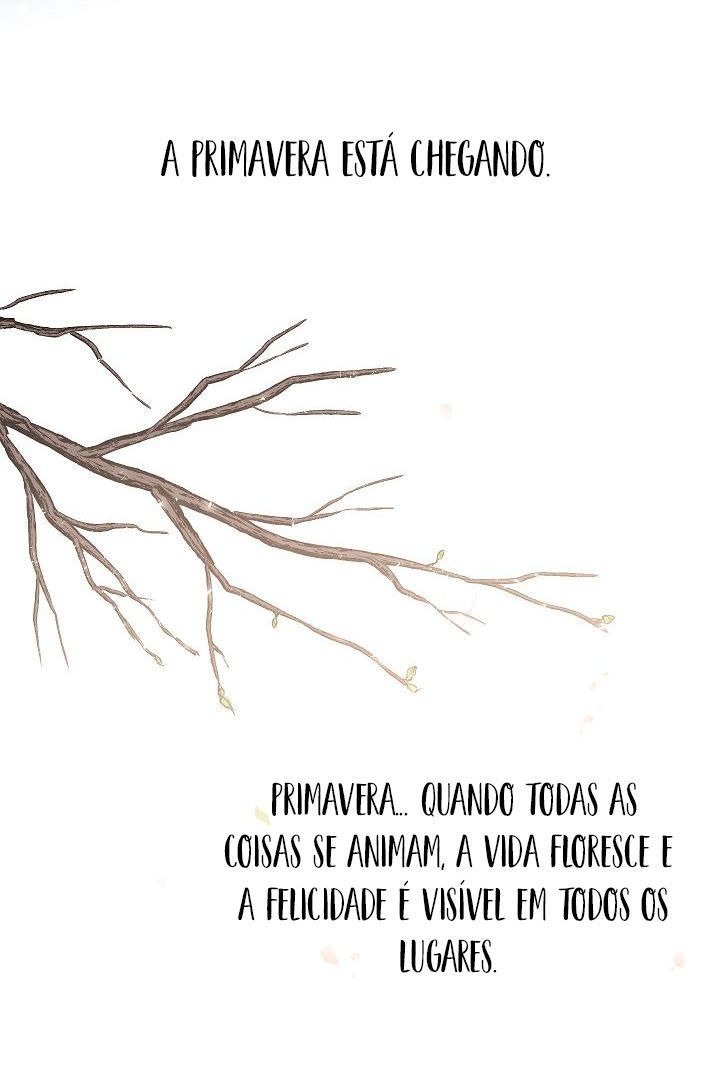 A PRIMAVERA ESTÁ CHEGANDO.
PRIMAVERA... QUANDO TODAS AS
COISAS SE ANIMAM, A VIDA FLORESCE E
A FELICIDADE É VISÍVEL EM TODOS OS
LUGARES.